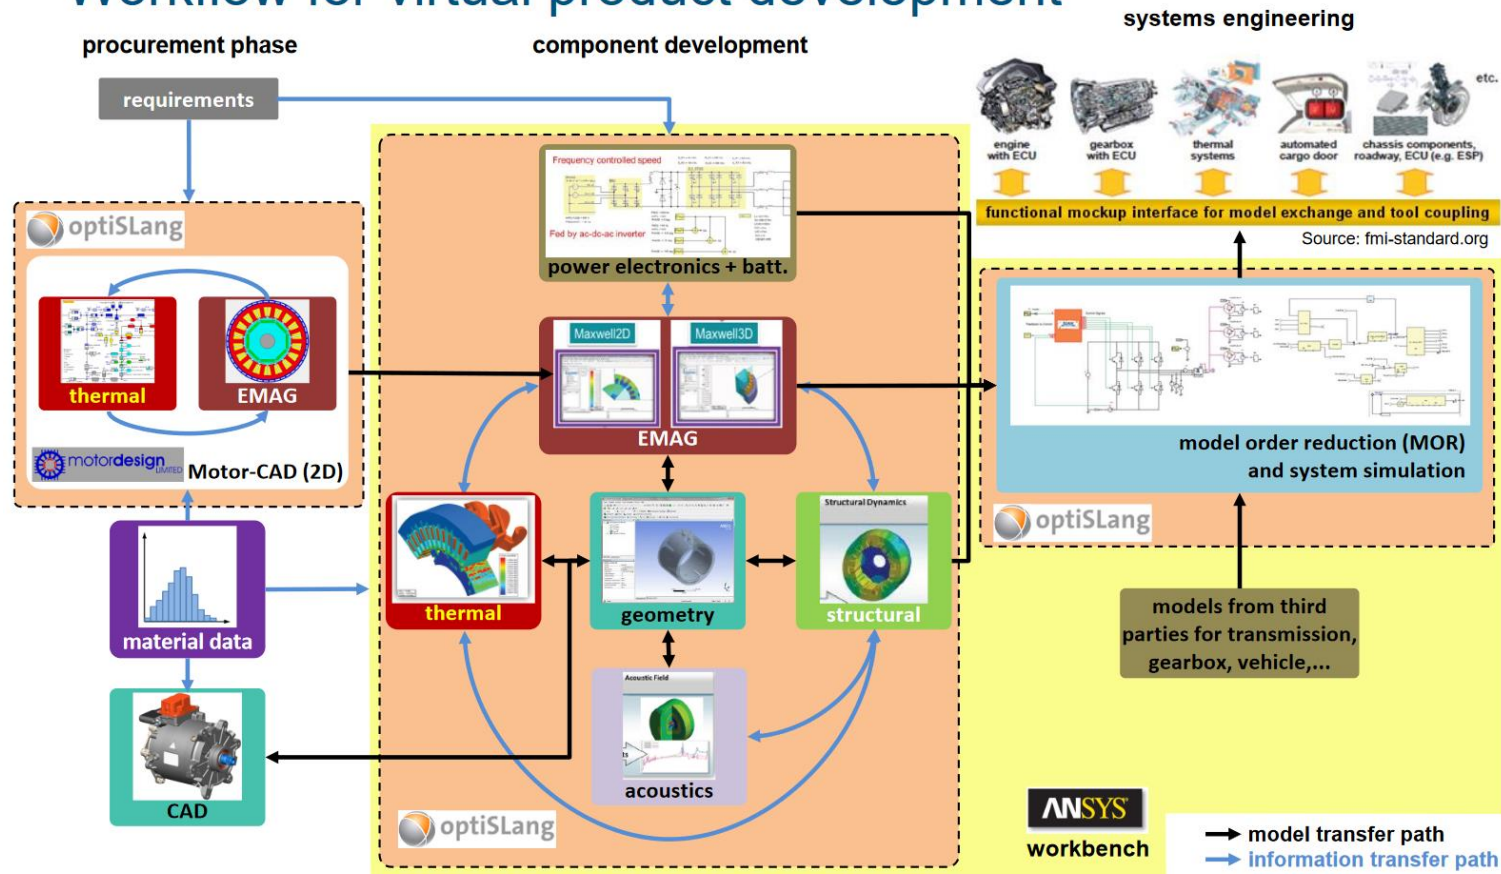 Workflow for virtual product development
procurement phase
component development
systems engineering
requirements
etc.
engine
with ECU
gearbox
with ECU
thermal
systems
automated
cargo door
chassis components,
roadway, ECU (e.g. ESP)
functional mockup interface for model exchange and tool coupling
Source: fmi-standard.org
optiSLang
thermal
EMAG
motordesign
LIMITED
Motor-CAD (2D)
material data
CAD
Frequency controlled speed
Fed by ac-dc-ac inverter
power electronics + batt.
Maxwell2D
Maxwell3D
EMAG
thermal
geometry
Structural Dynamics
structural
Acoustic Field
acoustics
optiSLang
model order reduction (MOR)
and system simulation
optiSLang
models from third
parties for transmission,
gearbox, vehicle,...
ANSYS
workbench
model transfer path
information transfer path